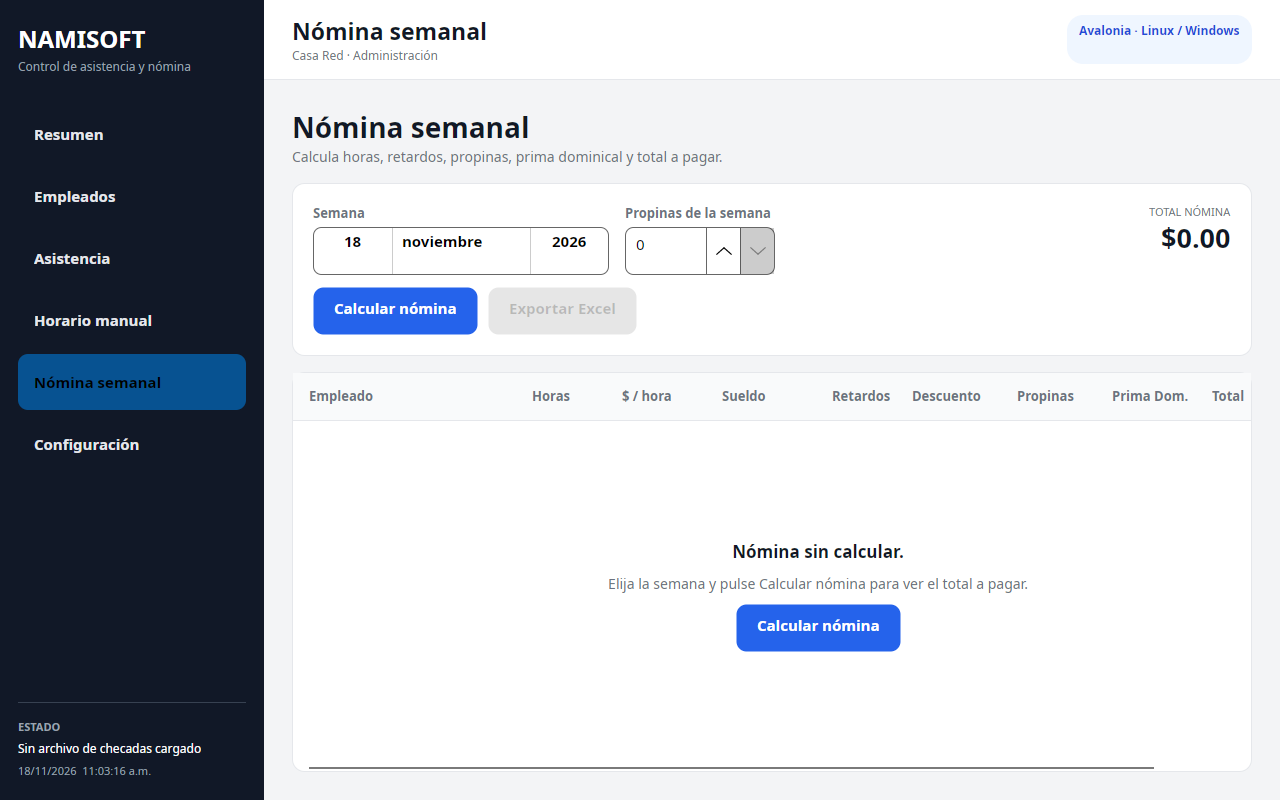 NAMISOFT
Control de asistencia y nómina
Resumen
Empleados
Asistencia
Horario manual
Nómina semanal
Configuración
ESTADO
Sin archivo de checadas cargado
18/11/2026 11:03:16 a.m.
Nómina semanal
Casa Red · Administración
Avalonia · Linux / Windows
Nómina semanal
Calcula horas, retardos, propinas, prima dominical y total a pagar.
Semana
18 noviembre 2026
Propinas de la semana
0
TOTAL NÓMINA
$0.00
Calcular nómina
Exportar Excel
Empleado Horas $ / hora Sueldo Retardos Descuento Propinas Prima Dom. Total
Nómina sin calcular.
Elija la semana y pulse Calcular nómina para ver el total a pagar.
Calcular nómina